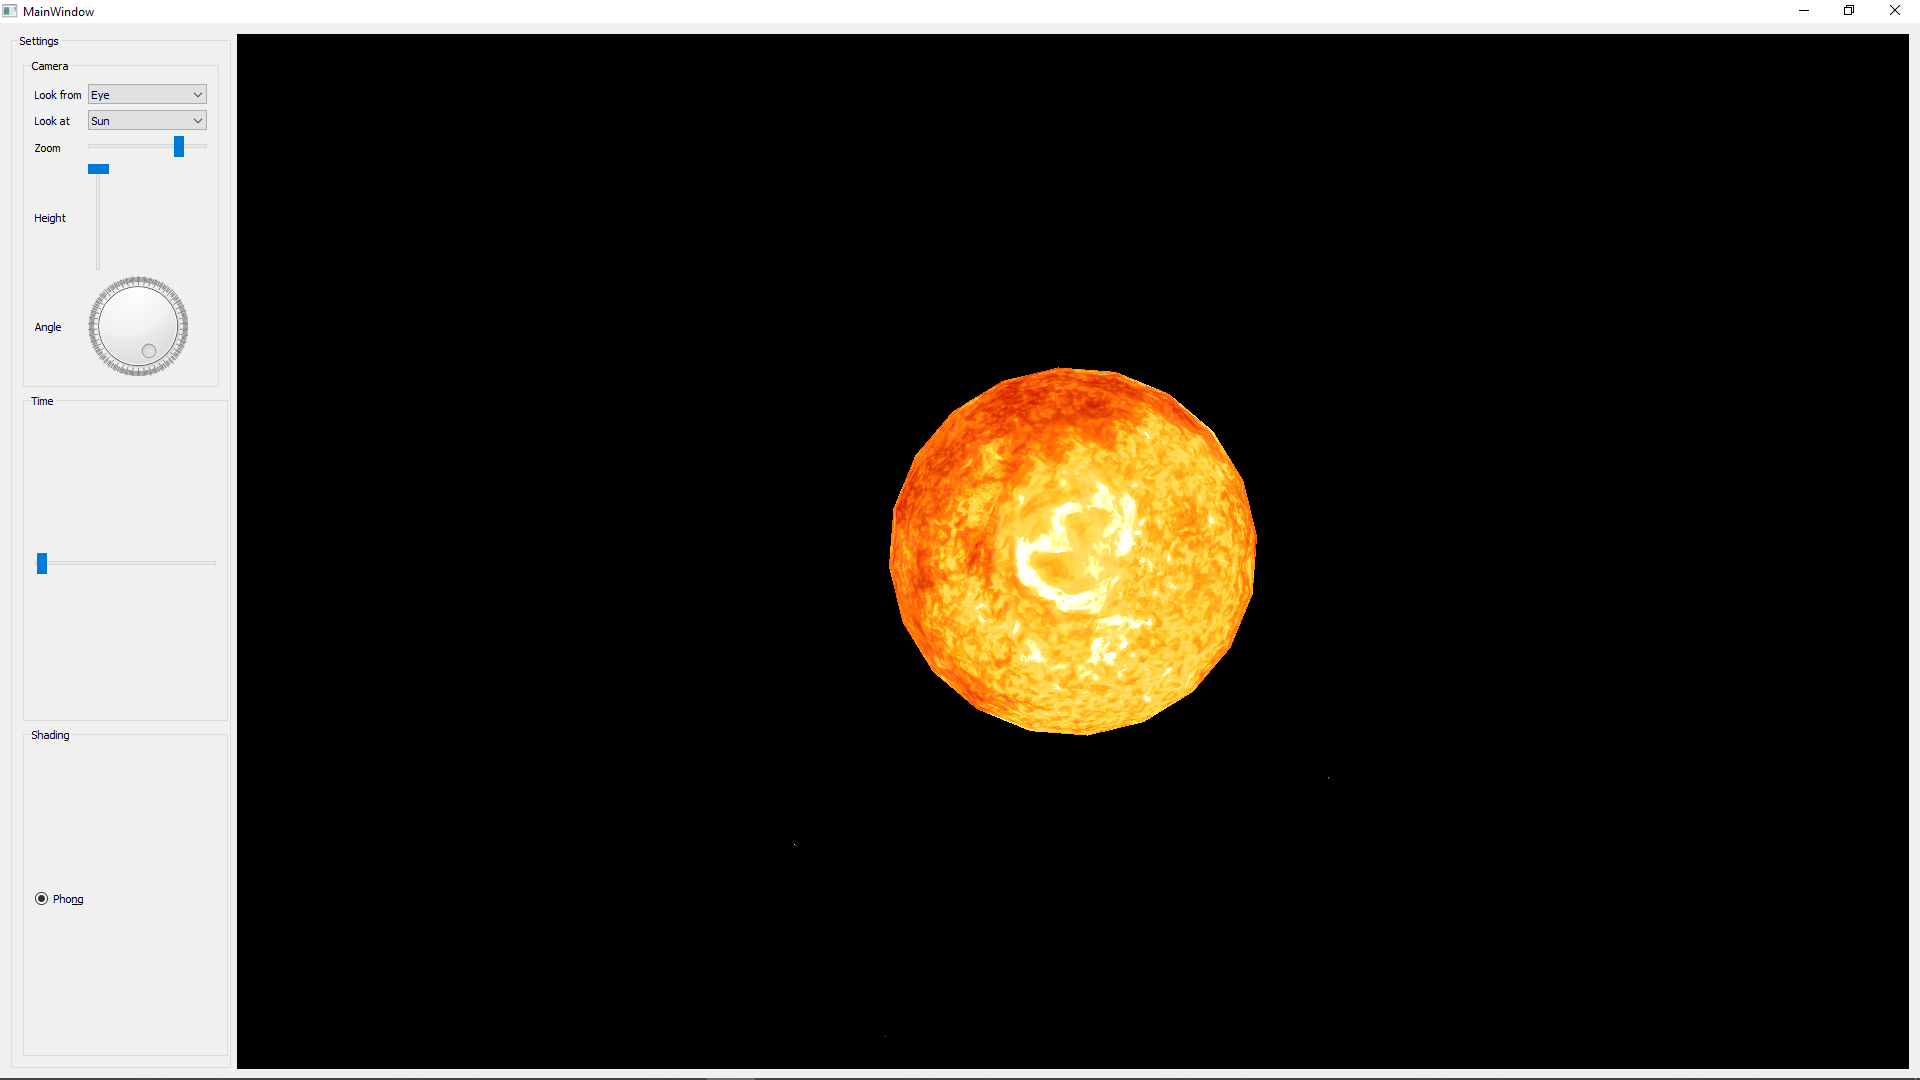 MainWindow
Settings
Camera
Look from Eye
Look at Sun
Zoom
Height
Angle
Time
Shading
Phong